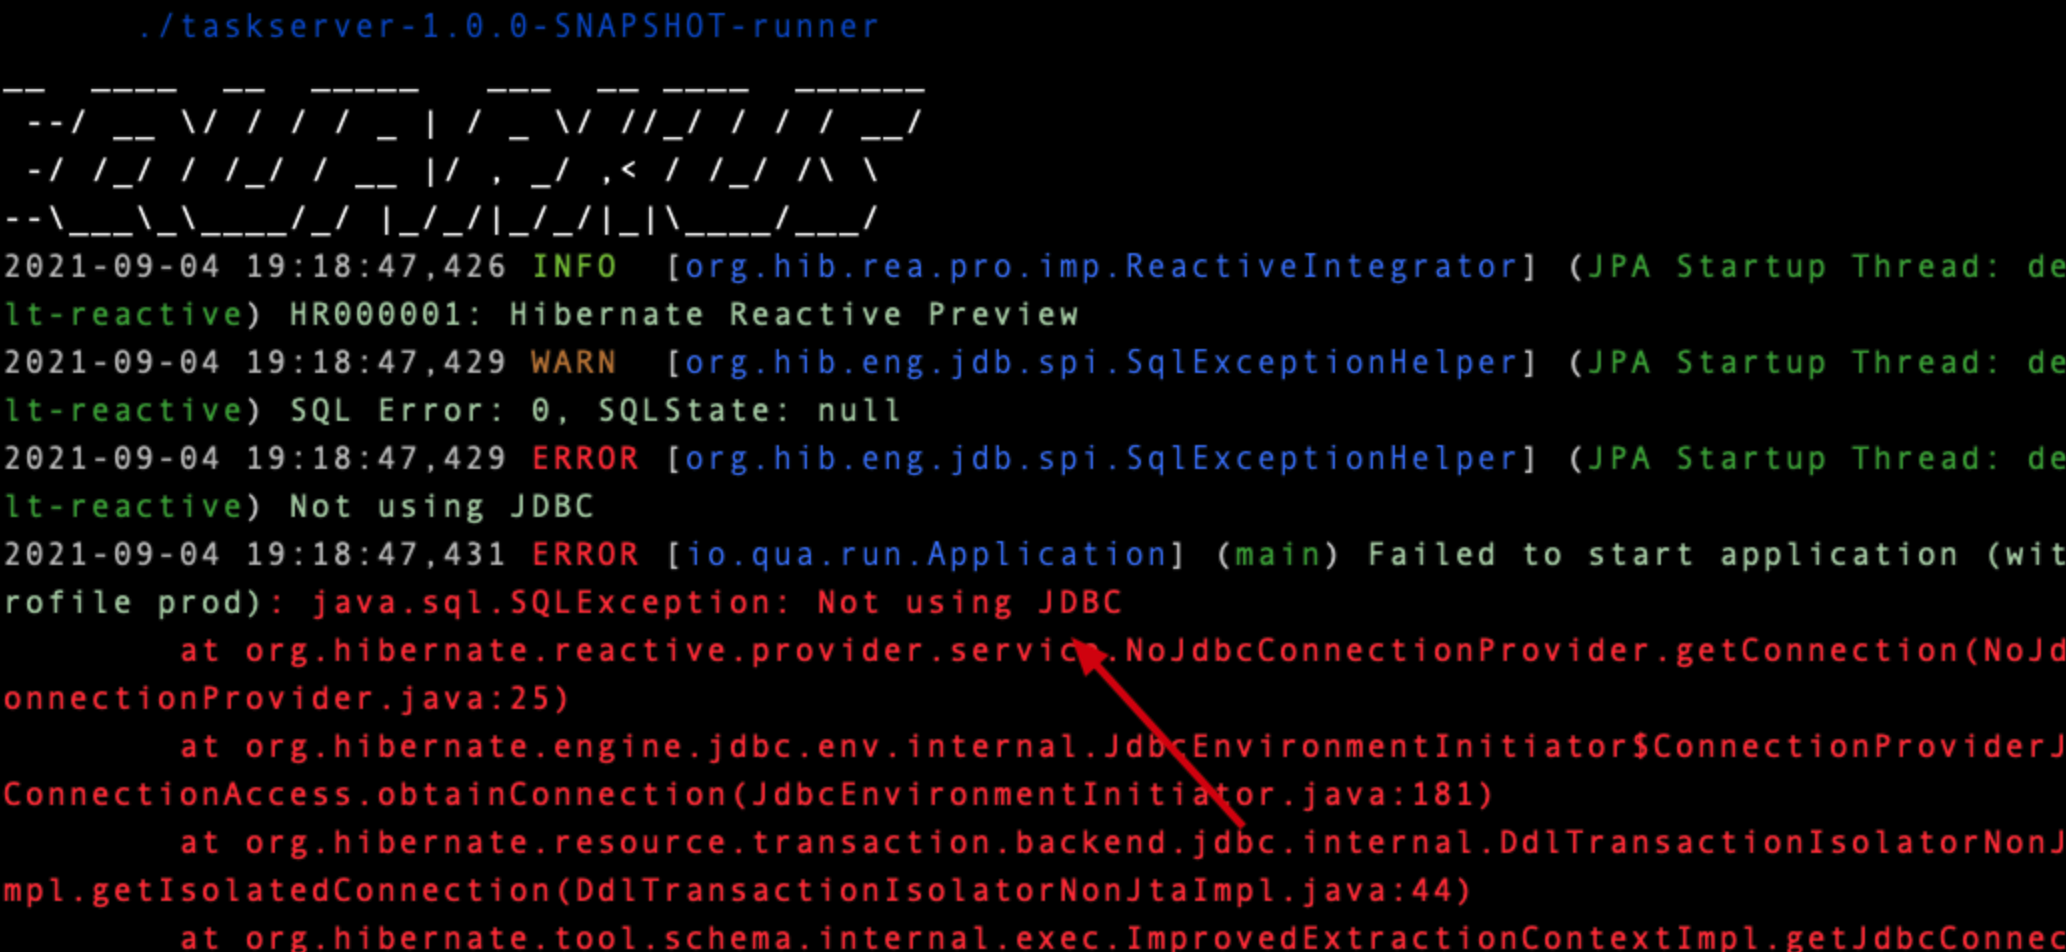 ./taskserver-1.0.0-SNAPSHOT-runner
__  ____  __  _____   ___  __ ____  ______
 --/ __ \/ / / / _ | / _ \/ //_/ / / / __/
 -/ /_/ / /_/ / __ |/ , _/ ,< / /_/ /\ \
--\___\_\____/_/ |_/_/|_/_/|_|\____/___/
2021-09-04 19:18:47,426 INFO  [org.hib.rea.pro.imp.ReactiveIntegrator] (JPA Startup Thread: de
lt-reactive) HR000001: Hibernate Reactive Preview
2021-09-04 19:18:47,429 WARN  [org.hib.eng.jdb.spi.SqlExceptionHelper] (JPA Startup Thread: de
lt-reactive) SQL Error: 0, SQLState: null
2021-09-04 19:18:47,429 ERROR [org.hib.eng.jdb.spi.SqlExceptionHelper] (JPA Startup Thread: de
lt-reactive) Not using JDBC
2021-09-04 19:18:47,431 ERROR [io.qua.run.Application] (main) Failed to start application (wit
rofile prod): java.sql.SQLException: Not using JDBC
at org.hibernate.reactive.provider.service.NoJdbcConnectionProvider.getConnection(NoJd
onnectionProvider.java:25)
at org.hibernate.engine.jdbc.env.internal.JdbcEnvironmentInitiator$ConnectionProviderJ
ConnectionAccess.obtainConnection(JdbcEnvironmentInitiator.java:181)
at org.hibernate.resource.transaction.backend.jdbc.internal.DdlTransactionIsolatorNonJ
mpl.getIsolatedConnection(DdlTransactionIsolatorNonJtaImpl.java:44)
at org.hibernate.tool.schema.internal.exec.ImprovedExtractionContextImpl.getJdbcConnec